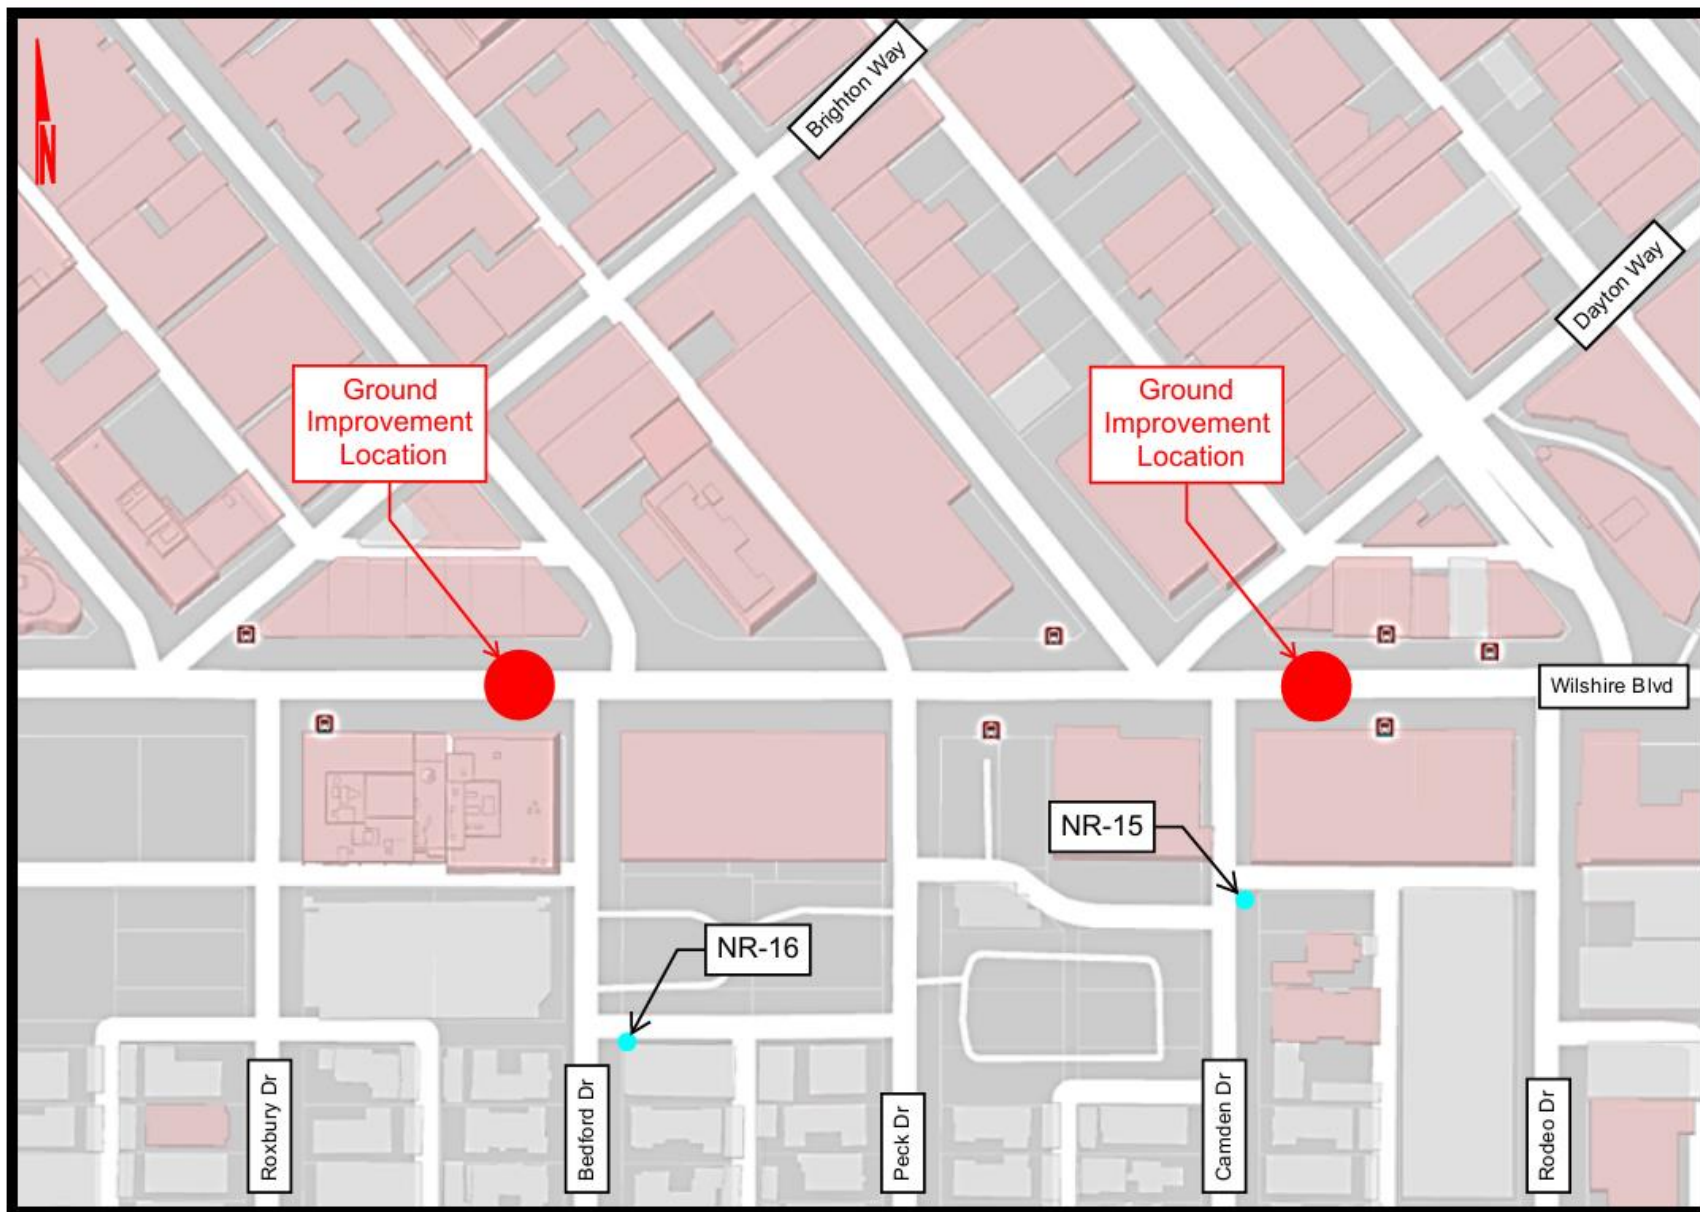 N
Brighton Way
Dayton Way
Ground
Improvement
Location
Ground
Improvement
Location
Wilshire Blvd
NR-15
NR-16
Roxbury Dr
Bedford Dr
Peck Dr
Camden Dr
Rodeo Dr